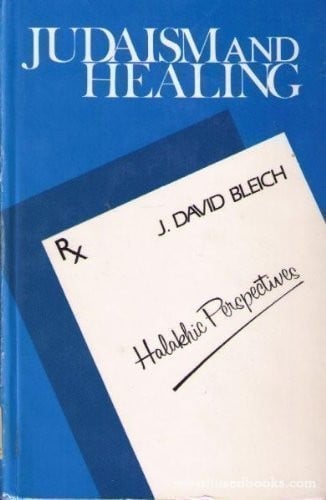 JUDAISM AND
HEALING
Rx
J. DAVID BLEICH
Halakhic Perspectives